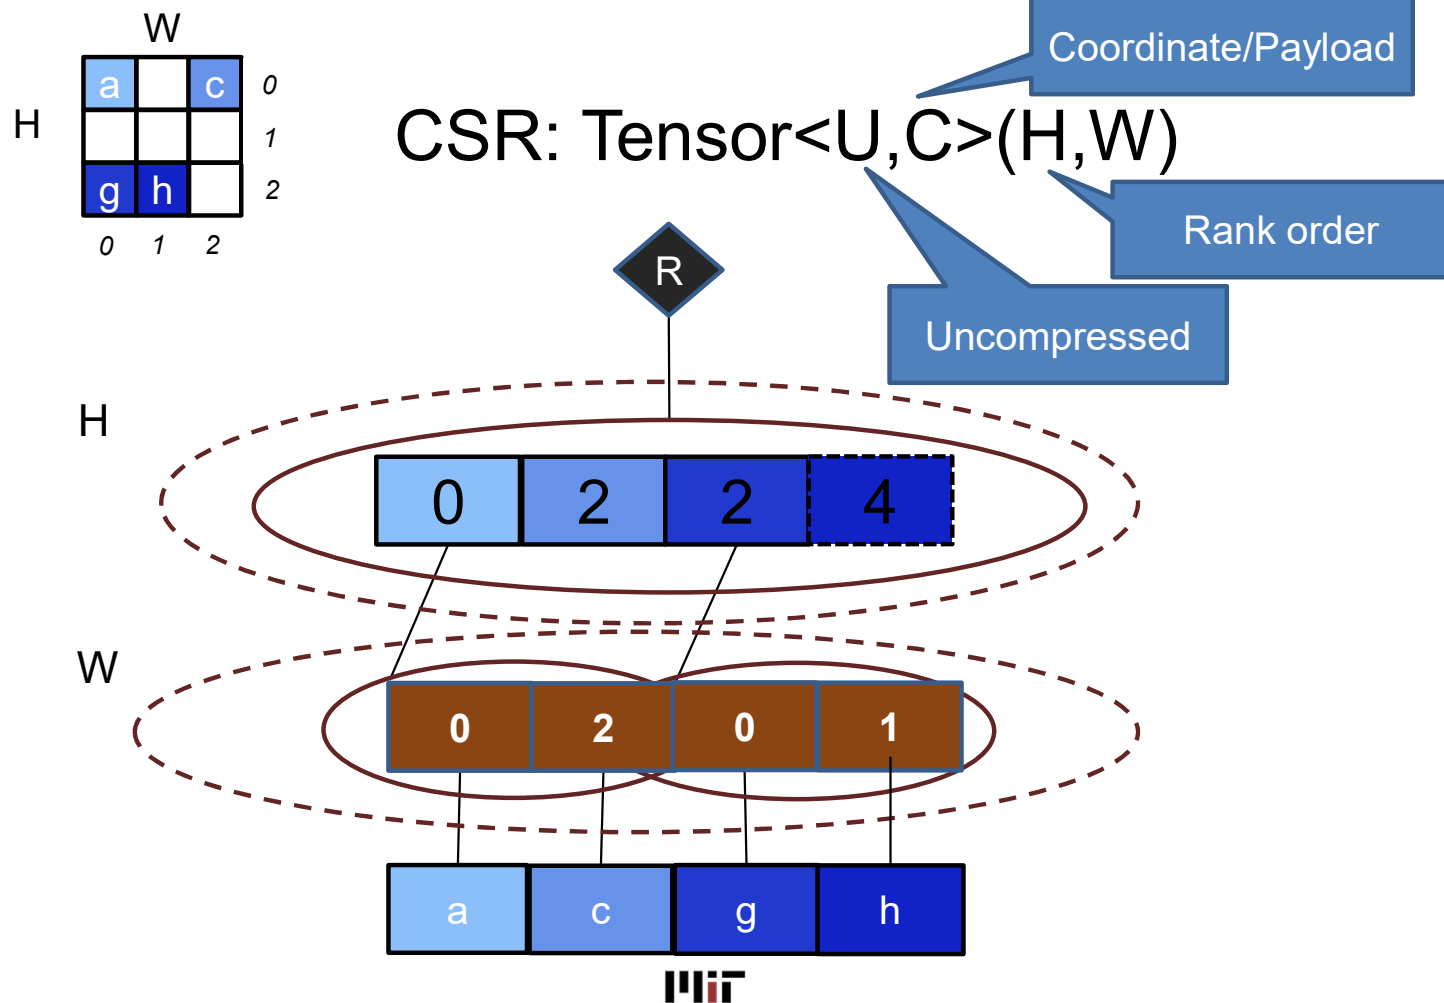 W
Coordinate/Payload
a c 0
H
1
CSR: Tensor<U,C>(H,W)
g h 2
0 1 2
Rank order
R
Uncompressed
H
0 2 2 4
W
0 2 0 1
a c g h
MIT